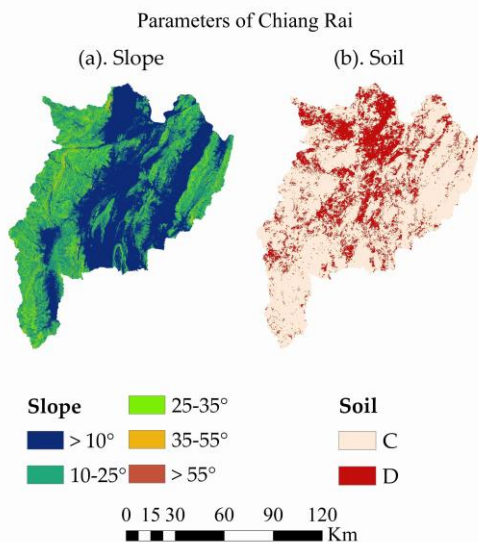 Parameters of Chiang Rai
(a). Slope
(b). Soil
Slope
> 10°
10-25°
25-35°
35-55°
> 55°
Soil
C
D
0 15 30 60 90 120
Km